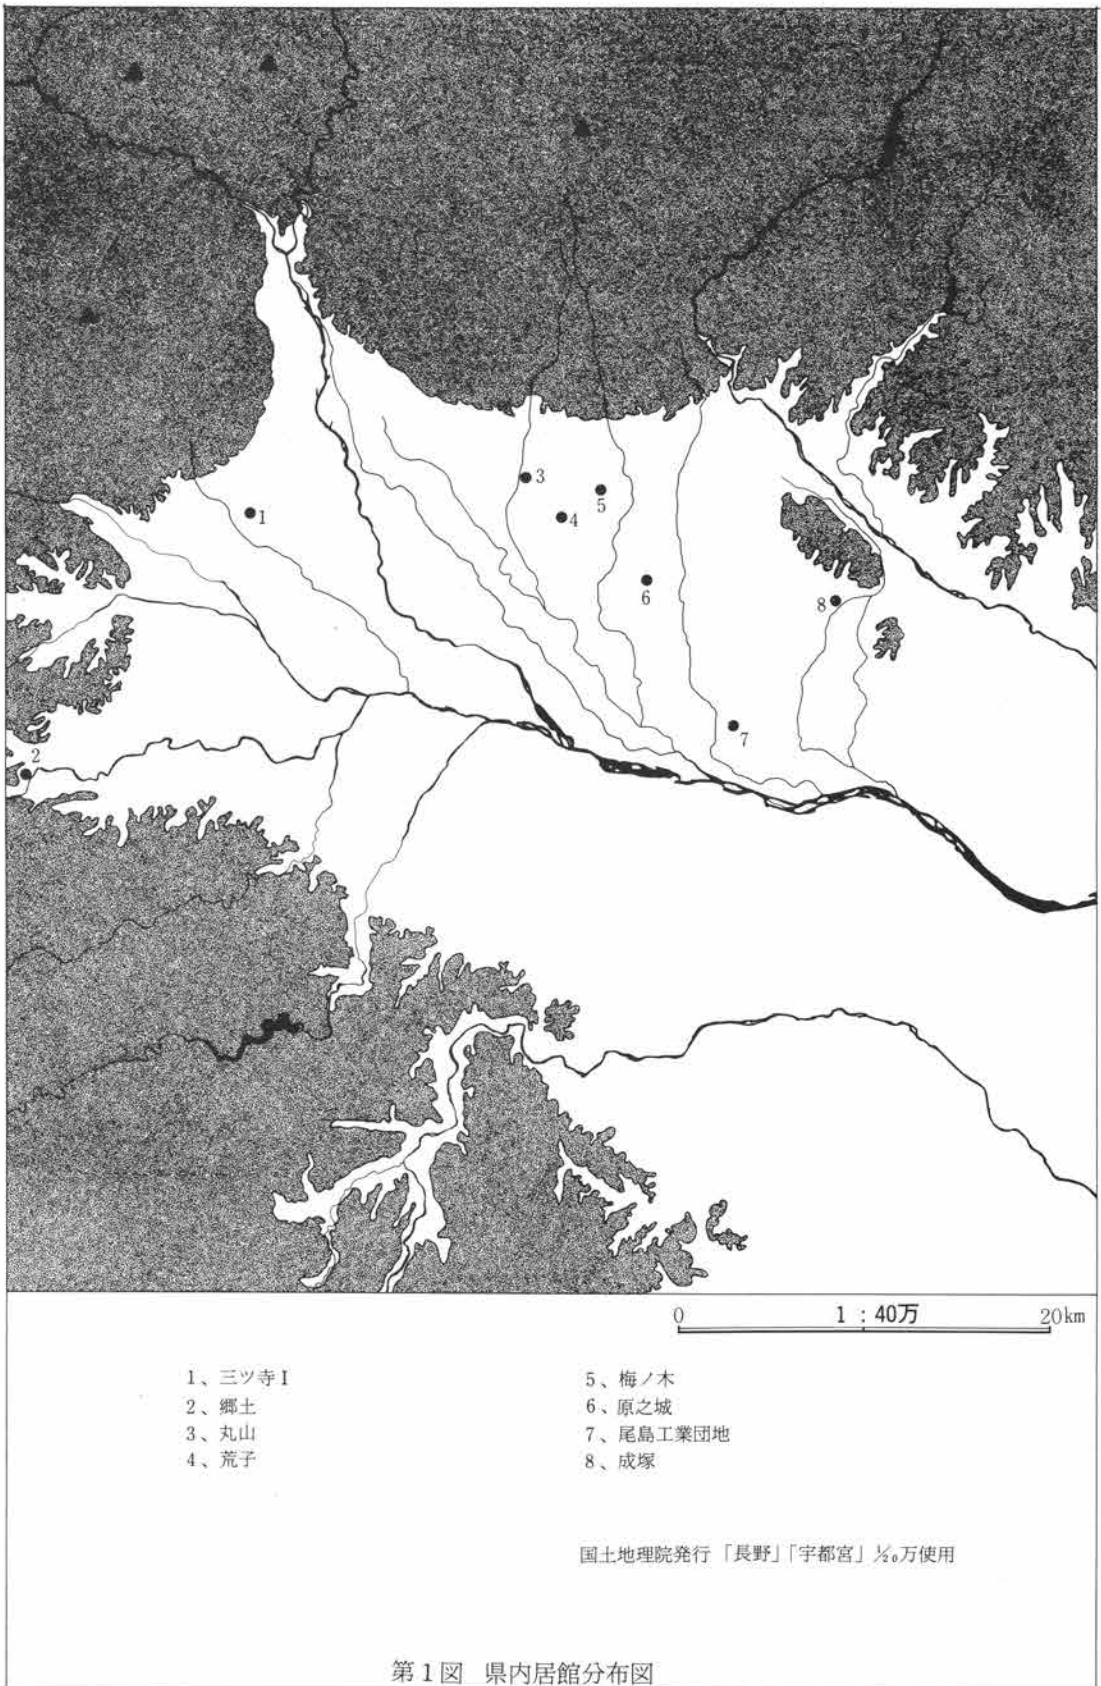 1
2
3
4
5
6
7
8
0 1:40万 20km
1、三ツ寺I
2、郷土
3、丸山
4、荒子
5、梅ノ木
6、原之城
7、尾島工業団地
8、成塚
国土地理院発行「長野」「宇都宮」1/20万使用
第1図 県内居館分布図